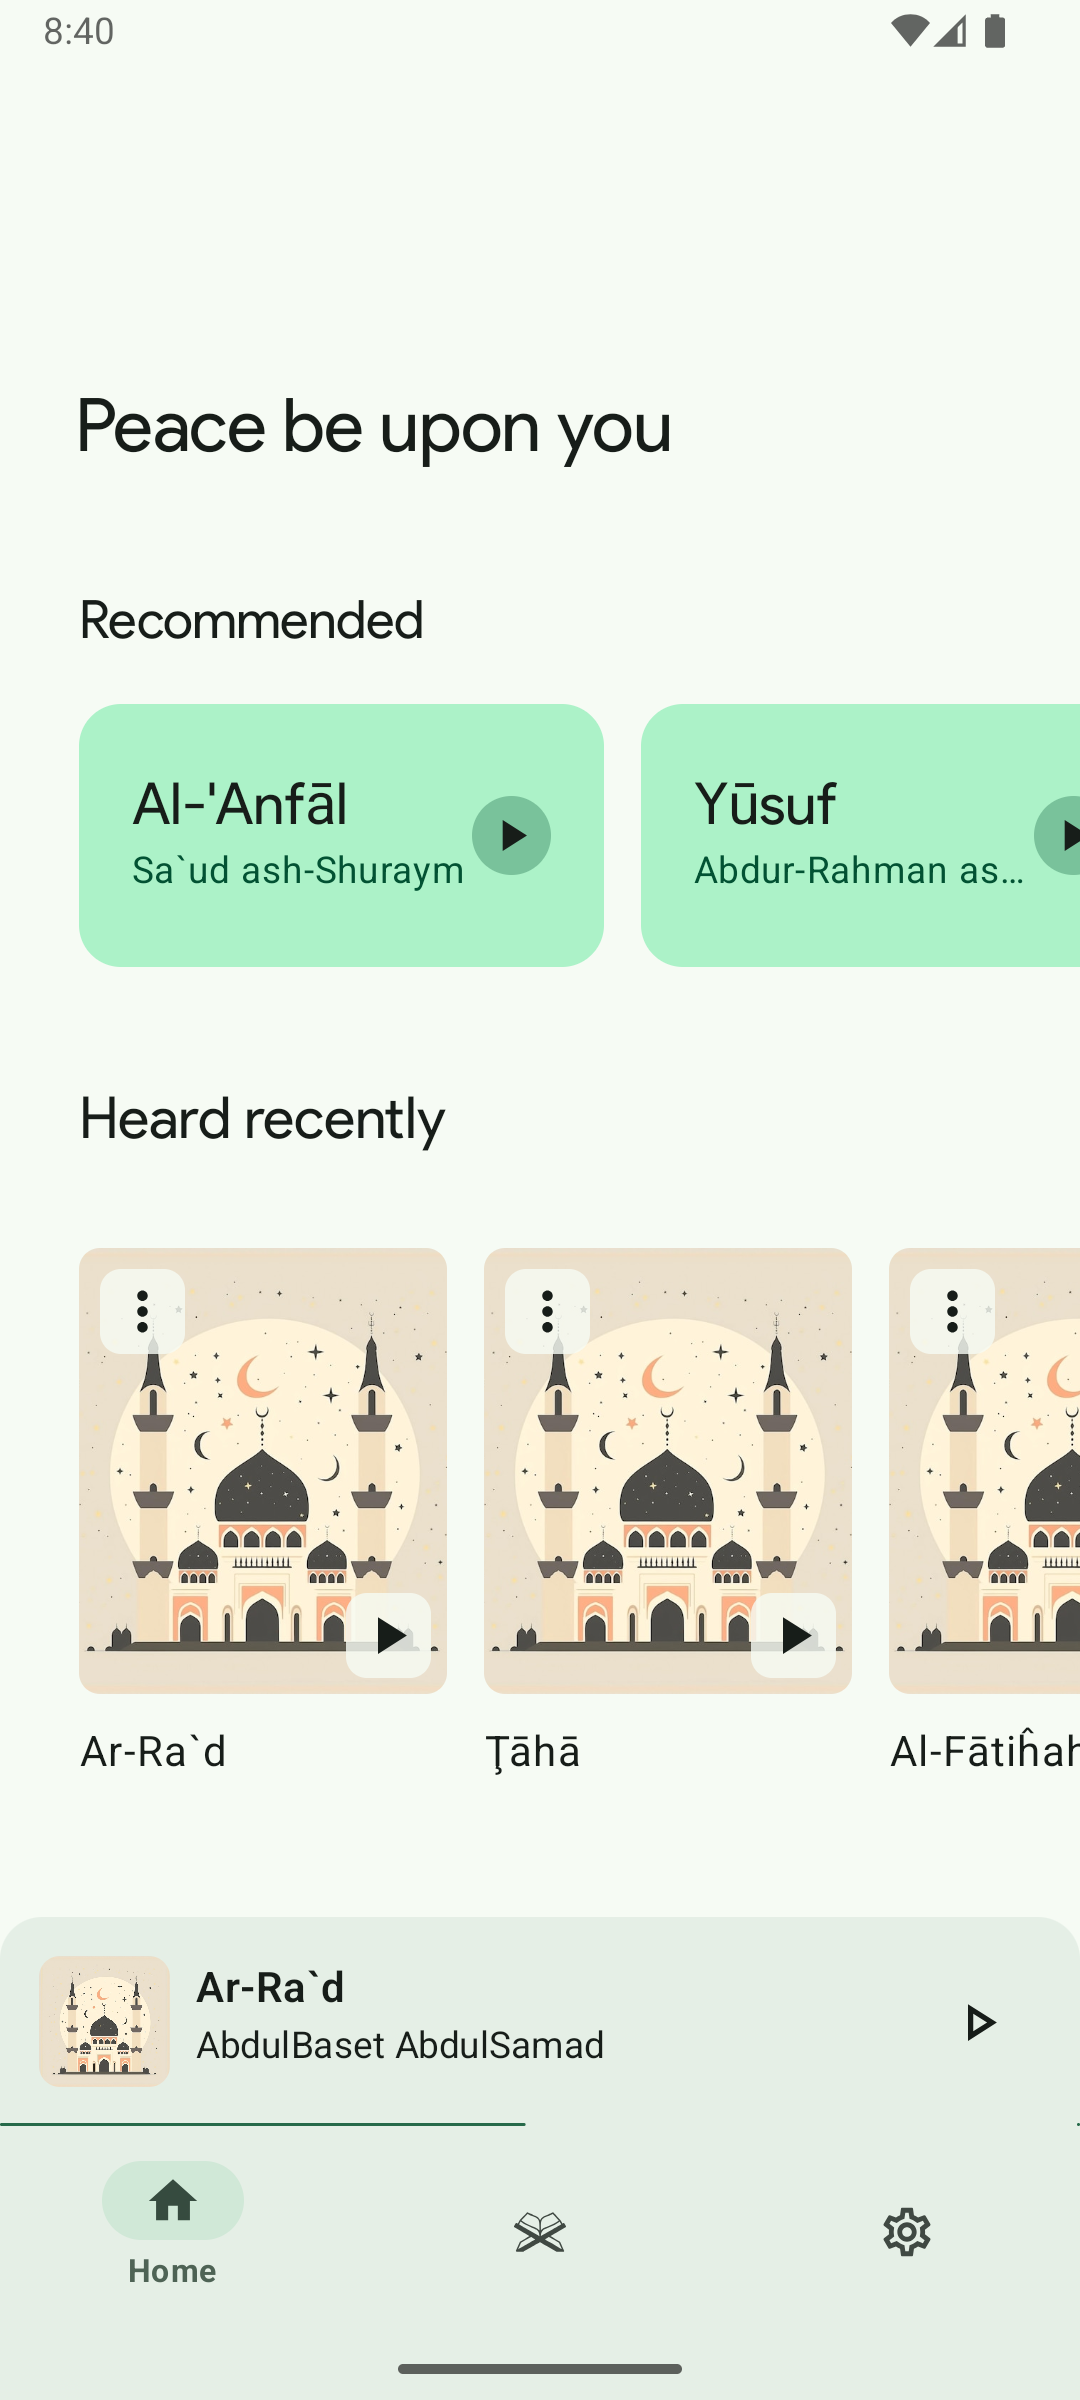 8:40
Peace be upon you
Recommended
Al-'Anfāl
Sa`ud ash-Shuraym
Yūsuf
Abdur-Rahman as...
Heard recently
Ar-Ra`d
Ţāhā
Al-Fātiĥah
Ar-Ra`d
AbdulBaset AbdulSamad
Home